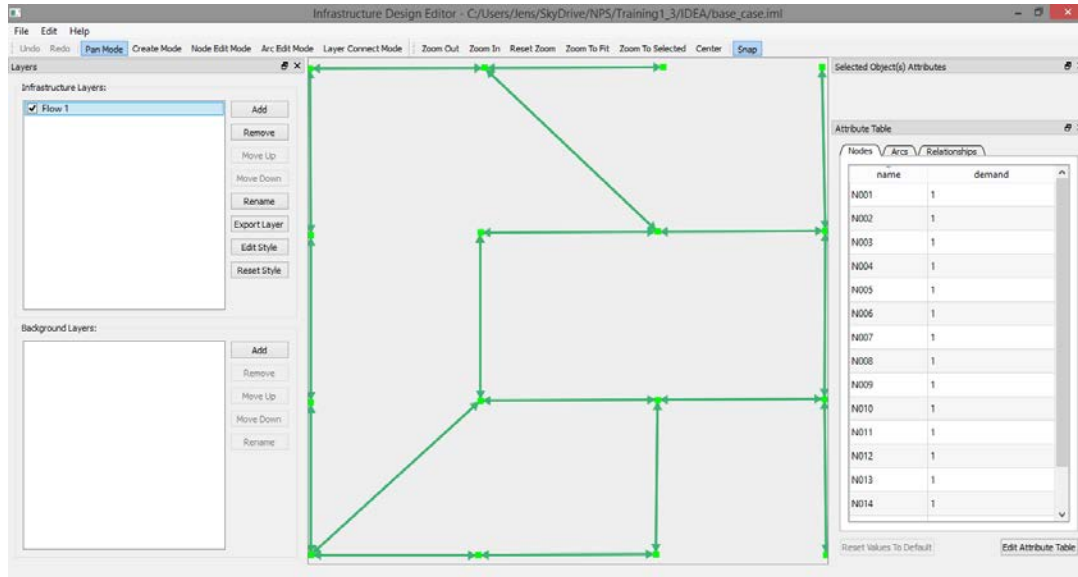 Infrastructure Design Editor - C:/Users/Jens/SkyDrive/NPS/Training1_3/IDEA/base_case.iml
File Edit Help
Undo Redo Pan Mode Create Mode Node Edit Mode Arc Edit Mode Layer Connect Mode Zoom Out Zoom In Reset Zoom Zoom To Fit Zoom To Selected Center Snap
Layers
Infrastructure Layers:
Flow 1
Add
Remove
Move Up
Move Down
Rename
Export Layer
Edit Style
Reset Style
Background Layers:
Add
Remove
Move Up
Move Down
Rename
Selected Object(s) Attributes
Attribute Table
Nodes Arcs Relationships
name demand
N001 1
N002 1
N003 1
N004 1
N005 1
N006 1
N007 1
N008 1
N009 1
N010 1
N011 1
N012 1
N013 1
N014 1
Reset Values To Default Edit Attribute Table